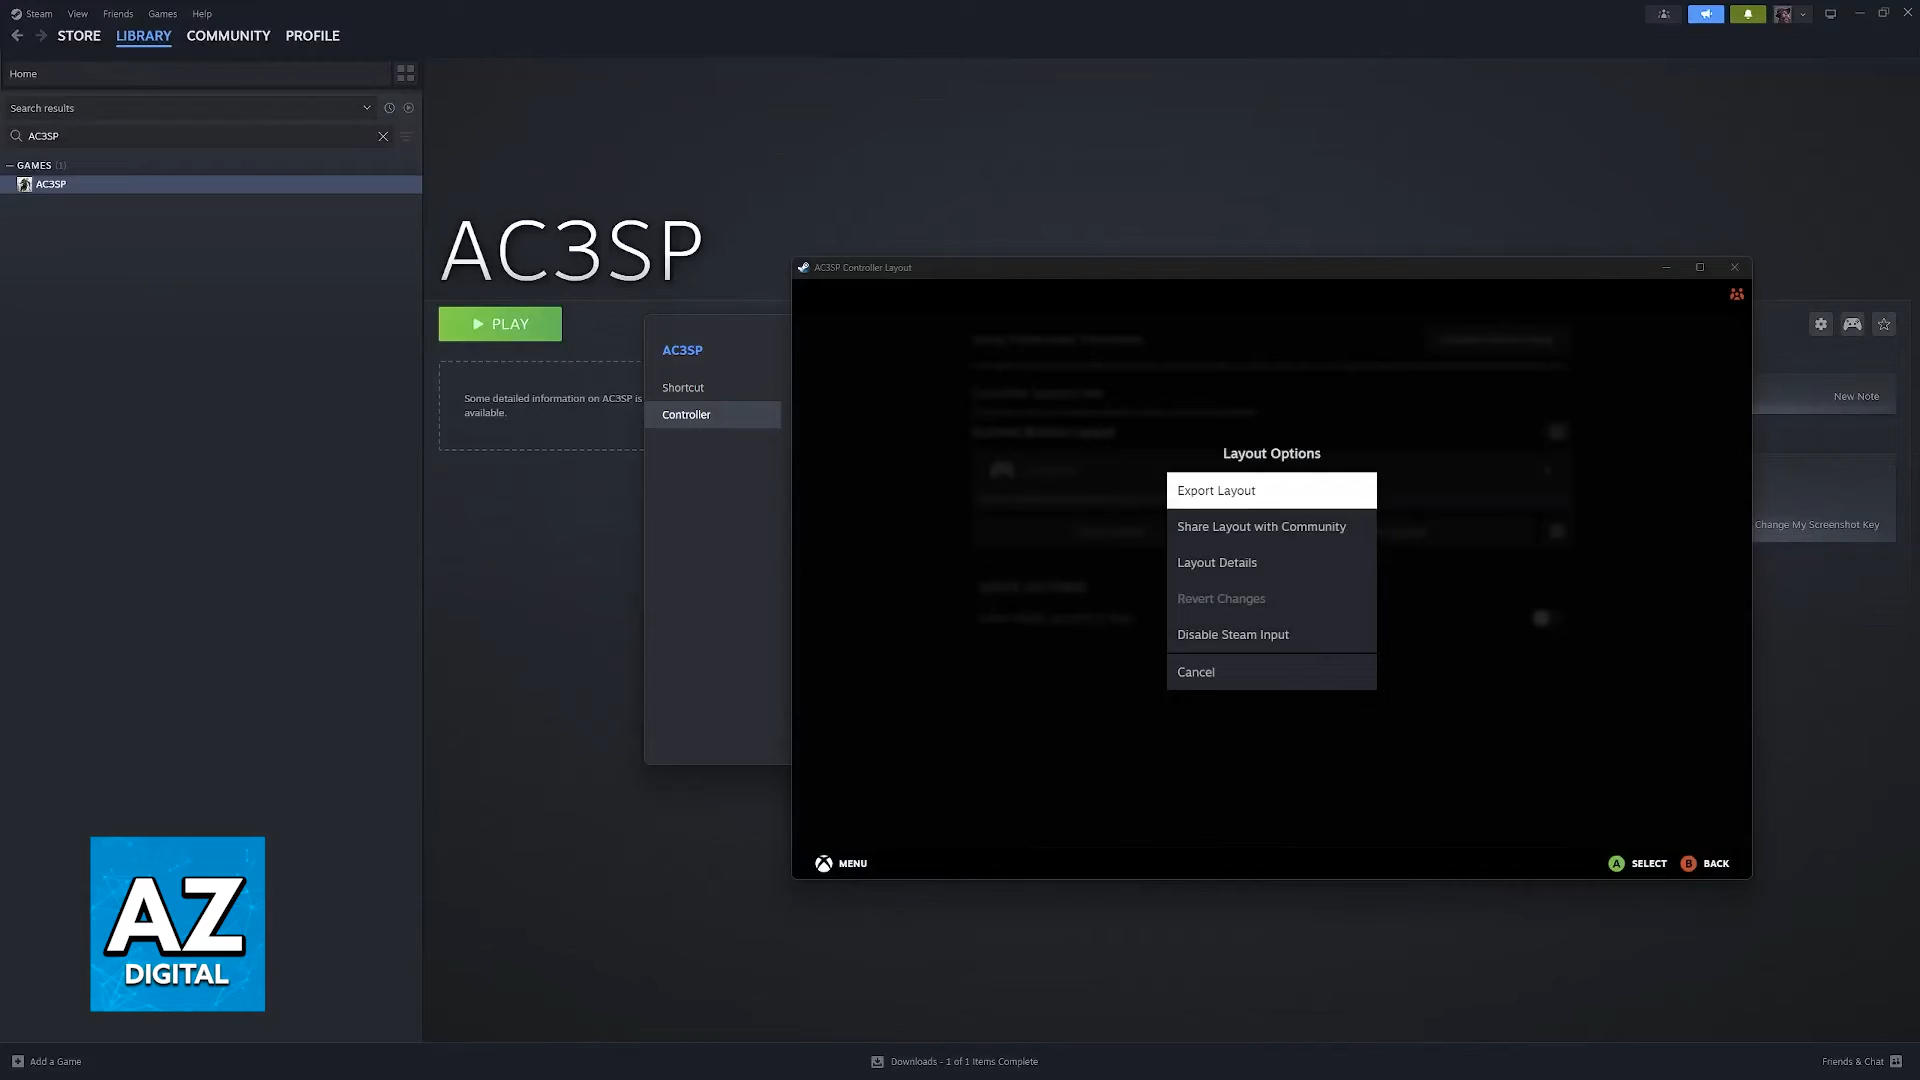 Steam View Friends Games Help
STORE LIBRARY COMMUNITY PROFILE
Home
Search results
AC3SP
GAMES (1)
AC3SP
AC3SP
PLAY
Some detailed information on AC3SP is
available.
AC3SP
Shortcut
Controller
AC3SP Controller Layout
Layout Options
Export Layout
Share Layout with Community
Layout Details
Revert Changes
Disable Steam Input
Cancel
MENU
A SELECT B BACK
New Note
Change My Screenshot Key
AZ
DIGITAL
Add a Game
Downloads - 1 of 1 Items Complete
Friends & Chat